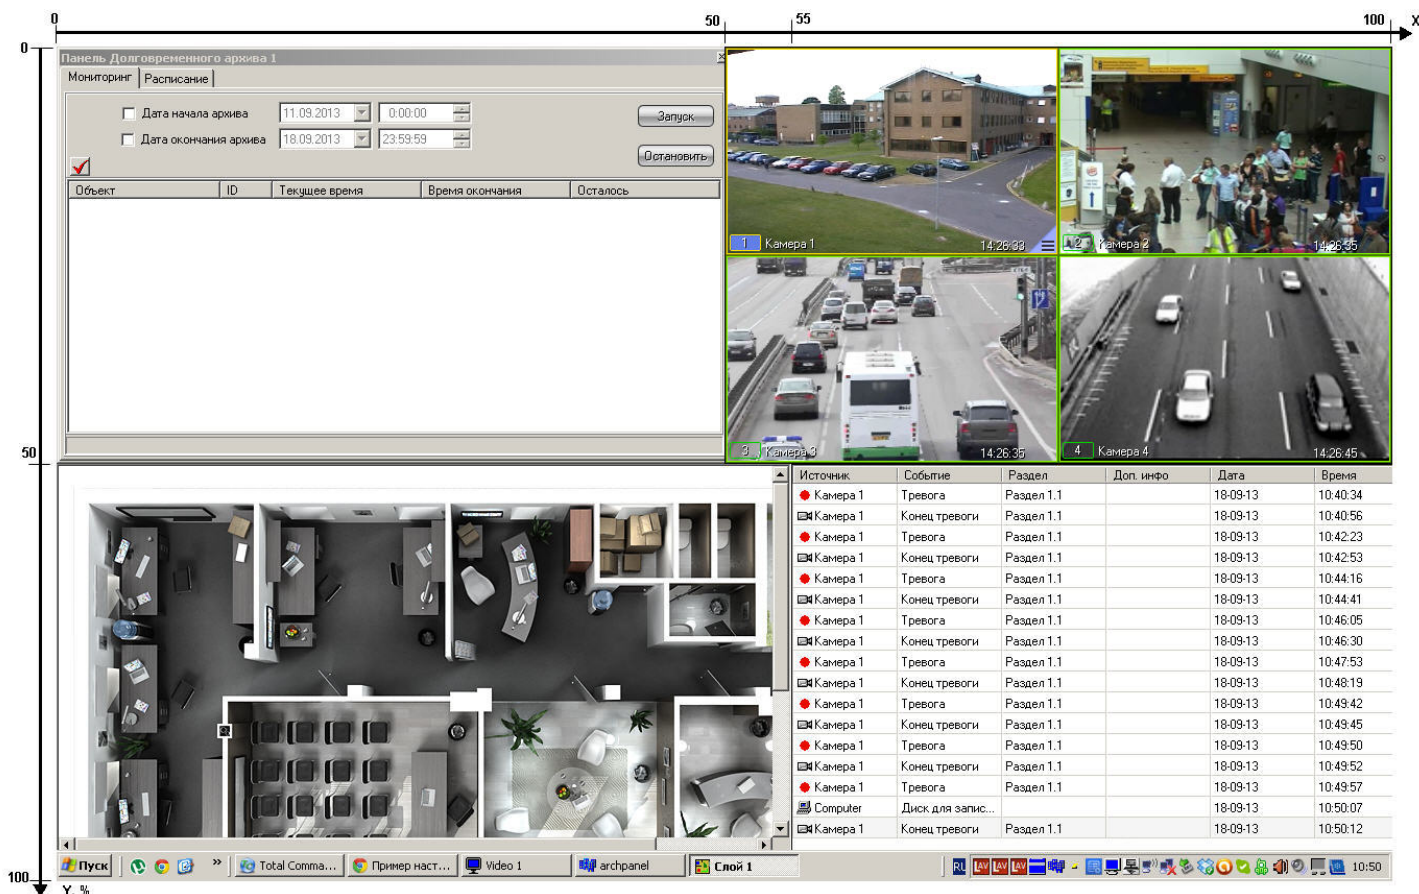 0 50 55 100 X
0
Панель Долговременного архива 1
Мониторинг Расписание
Дата начала архива 11.09.2013 0:00:00 Запуск
Дата окончания архива 18.09.2013 23:59:59
Остановить
Объект ID Текущее время Время окончания Осталось
1 Камера 1 14:26:33
2 Камера 2 14:26:35
3 Камера 3 14:26:35
4 Камера 4 14:26:45
50
Источник Событие Раздел Доп. инфо Дата Время
Камера 1 Тревога Раздел 1.1 18-09-13 10:40:34
Камера 1 Конец тревоги Раздел 1.1 18-09-13 10:40:56
Камера 1 Тревога Раздел 1.1 18-09-13 10:42:23
Камера 1 Конец тревоги Раздел 1.1 18-09-13 10:42:53
Камера 1 Тревога Раздел 1.1 18-09-13 10:44:16
Камера 1 Конец тревоги Раздел 1.1 18-09-13 10:44:41
Камера 1 Тревога Раздел 1.1 18-09-13 10:46:05
Камера 1 Конец тревоги Раздел 1.1 18-09-13 10:46:30
Камера 1 Тревога Раздел 1.1 18-09-13 10:47:53
Камера 1 Конец тревоги Раздел 1.1 18-09-13 10:48:19
Камера 1 Тревога Раздел 1.1 18-09-13 10:49:42
Камера 1 Конец тревоги Раздел 1.1 18-09-13 10:49:45
Камера 1 Тревога Раздел 1.1 18-09-13 10:49:50
Камера 1 Конец тревоги Раздел 1.1 18-09-13 10:49:52
Камера 1 Тревога Раздел 1.1 18-09-13 10:49:57
Computer Диск для запис... 18-09-13 10:50:07
Камера 1 Конец тревоги Раздел 1.1 18-09-13 10:50:12
Пуск » Total Comma... Пример наст... Video 1 archpanel Слой 1 RL LAV LAV LAV 10:50
100
Y, %